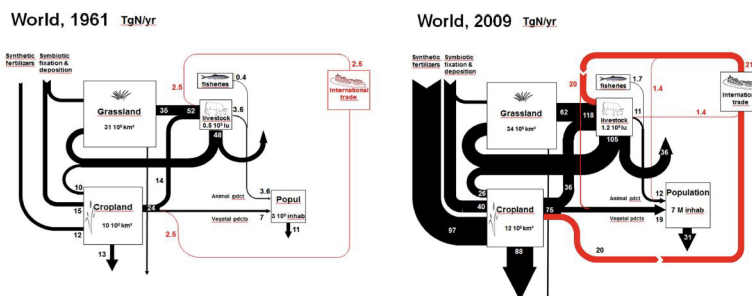 World, 1961 TgN/yr
Synthetic
fertilizers
Symbiotic
fixation &
deposition
2.5
2.5
0.4
fisheries
International
trade
Grassland
31 10⁶ km²
35
52
3.6
livestock
0.5 10⁹ lu
48
14
10
15
12
Cropland
10 10⁶ km²
24
Animal pdct
3.6
Vegetal pdcts
7
Popul
3 10⁹ inhab
11
2.5
13
World, 2009 TgN/yr
Synthetic
fertilizers
Symbiotic
fixation &
deposition
21
20
1.7
fisheries
1.4
International
trade
Grassland
34 10⁶ km²
62
118
11
livestock
1.2 10⁹ lu
1.4
105
36
36
26
40
97
Cropland
12 10⁶ km²
75
Animal pdct
12
Vegetal pdcts
19
Population
7 M inhab
31
20
88